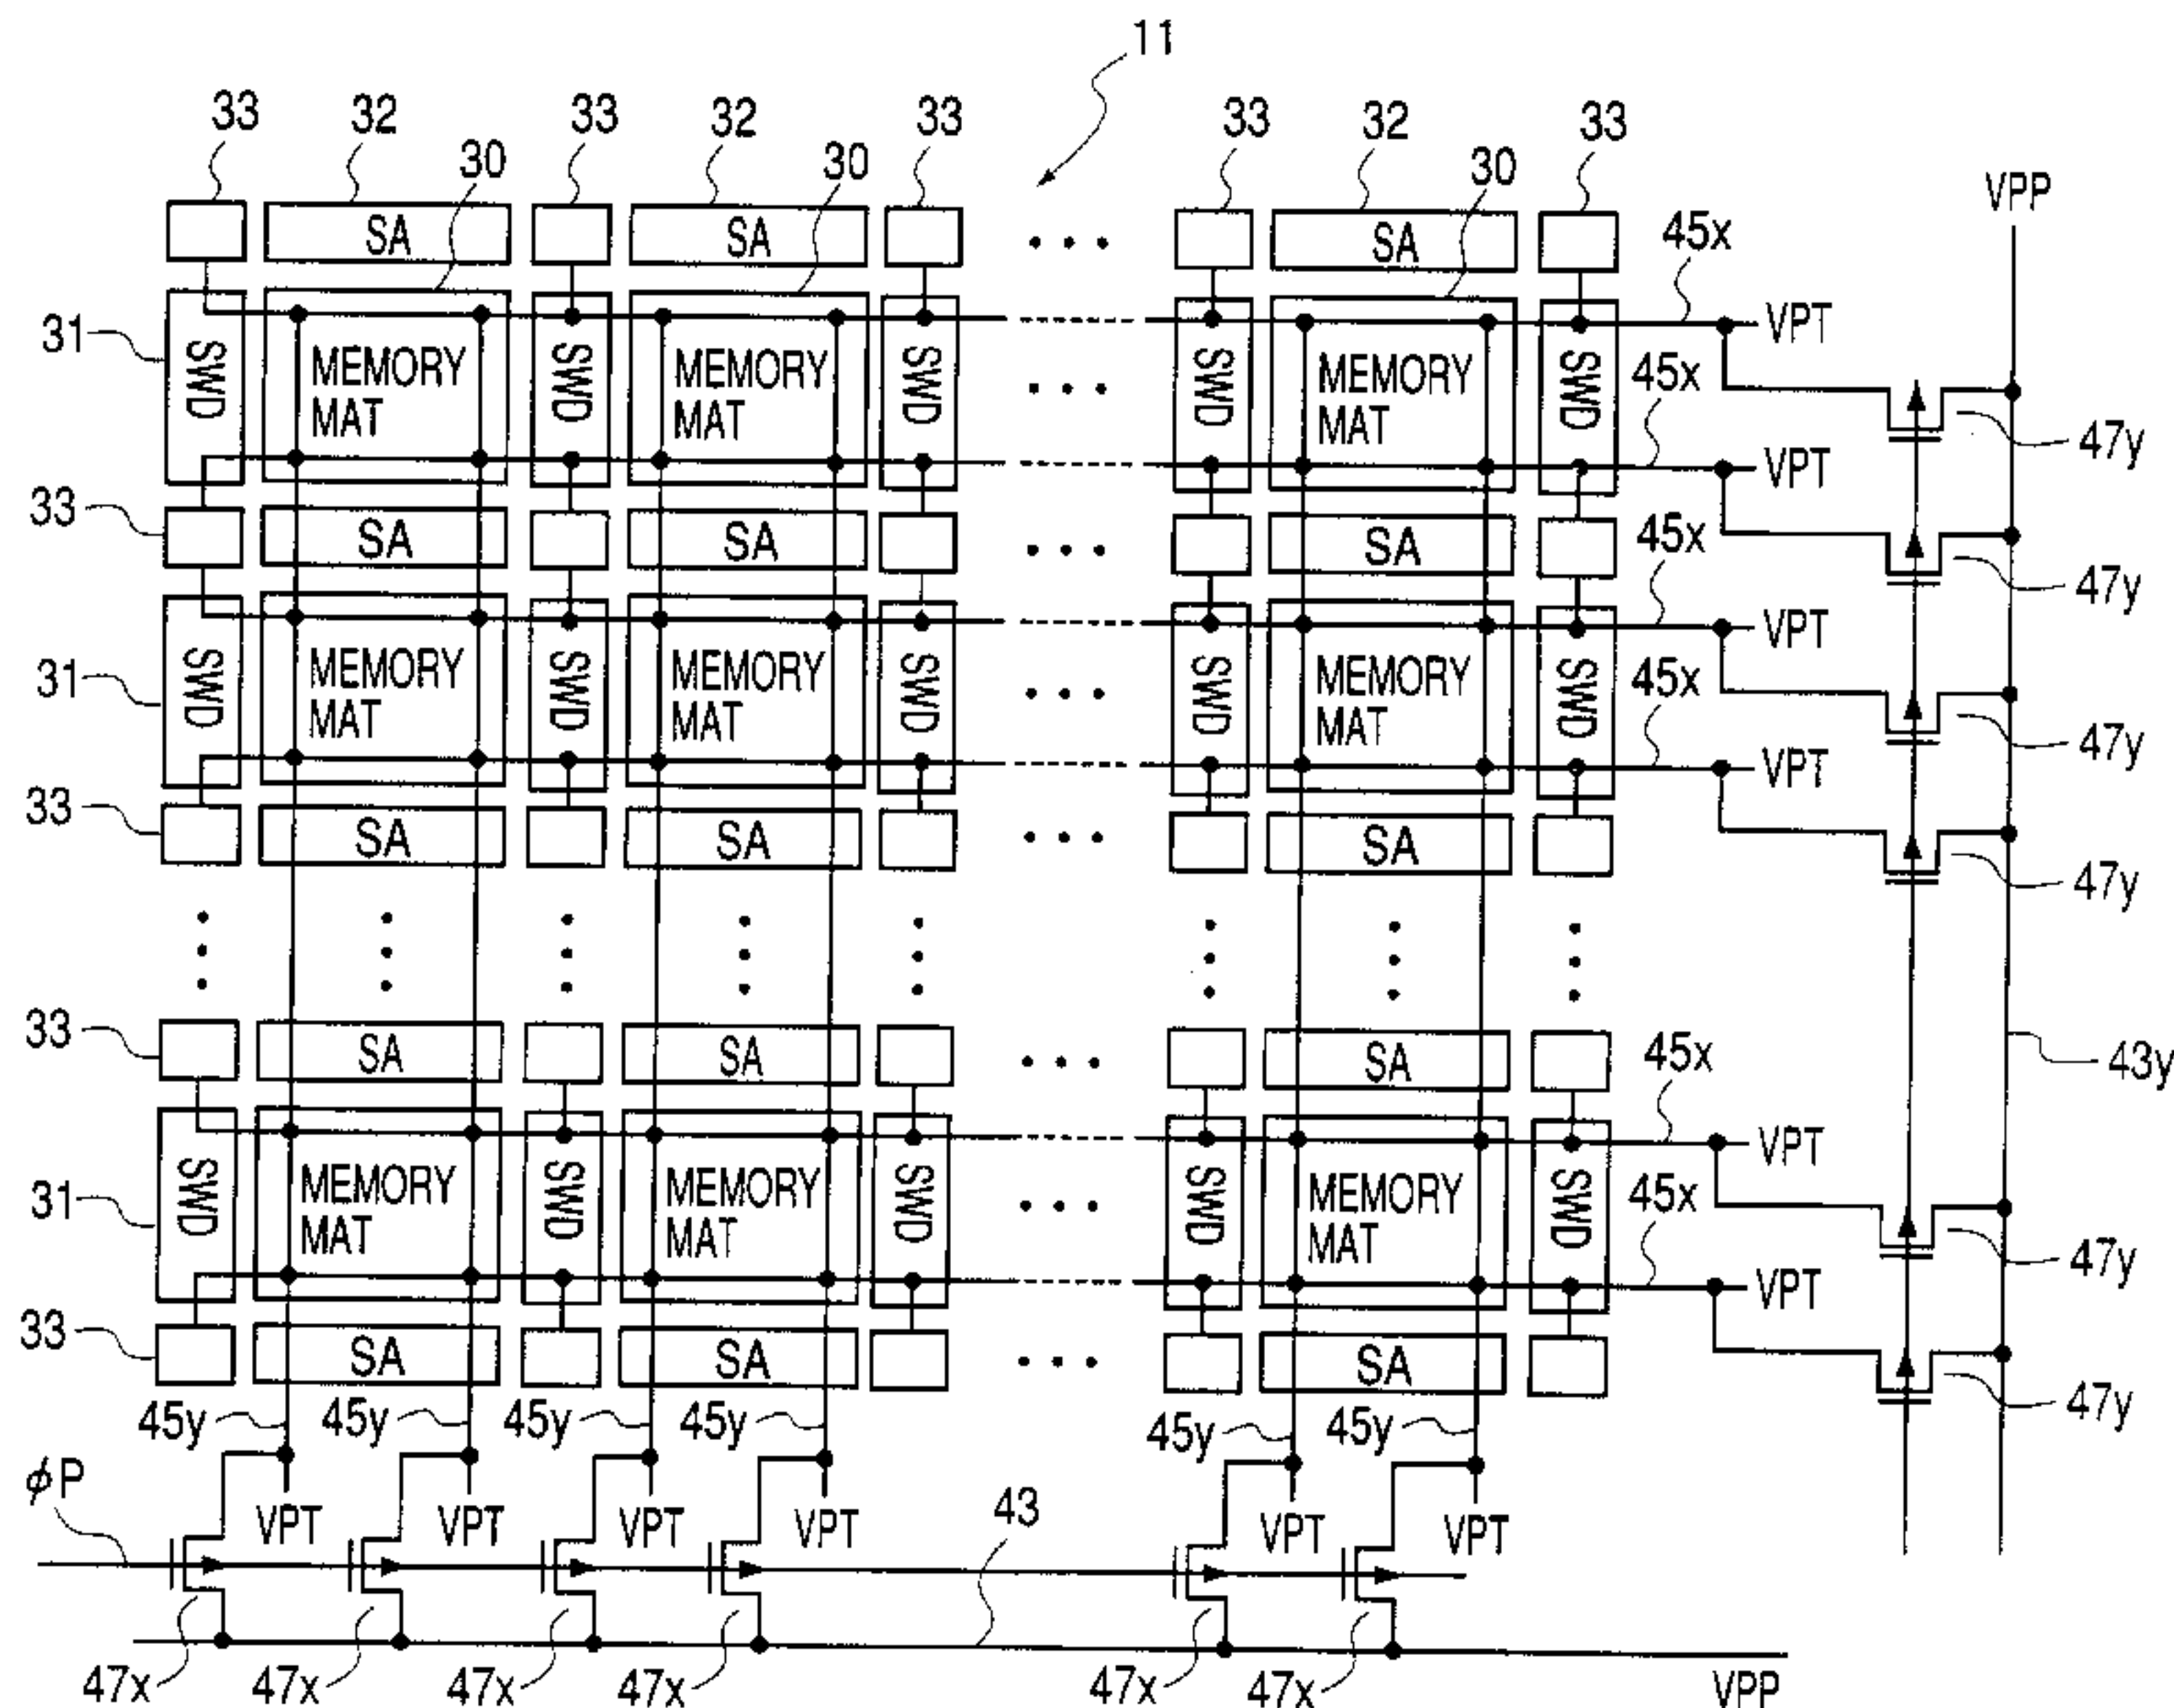 11
33 32 33 32 33 33 32 33
30 30 30
VPP
SA SA SA
45x
31 SWD MEMORY MAT SWD MEMORY MAT SWD SWD MEMORY MAT SWD VPT
45x
47y
VPT
33 SA SA SA 45x
47y
31 SWD MEMORY MAT SWD MEMORY MAT SWD SWD MEMORY MAT SWD VPT
45x
47y
VPT
33 SA SA SA
47y
33 SA SA SA 45x 43y
31 SWD MEMORY MAT SWD MEMORY MAT SWD SWD MEMORY MAT SWD VPT
45x
47y
VPT
33 SA SA SA
47y
45y 45y 45y 45y 45y 45y
ϕP VPT VPT VPT VPT 43 VPT VPT
47x 47x 47x 47x 47x 47x VPP